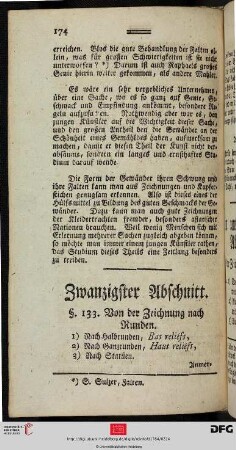 174
erreichen. Blos die gute Behandlung der Falten al-
lein, was für grossen Schwierigkeiten ist sie nicht
unterworfen? *) Darum ist auch Raphaels grosses
Genie hierin weiter gekommen, als andere Mahler.
Es wäre ein sehr vergebliches Unternehmen,
über eine Sache, wo es so ganz auf Genie, Ge-
schmack und Empfindung ankommt, besondere Re-
geln aufzusuchen. Nothwendig aber war es, den
jungen Künstler auf die Wichtigkeit dieser Sache
und den grossen Antheil den die Gewänder an der
Schönheit eines Gemähldes haben, aufmerksam zu
machen, damit er diesen Theil der Kunst nicht ver-
absäume, sondern ein langes und ernsthaftes Stu-
dium darauf wende.
Die Form der Gewänder ihren Schwung und
ihre Falten kann man aus Zeichnungen und Kupfer-
stichen genugsam erkennen. Also ist dieses eines der
Hülfsmittel zu Bildung des guten Geschmacks der Ge-
wänder. Dazu kann man auch gute Zeichnungen
der Kleidertrachten fremder, besonders asiatischer
Nationen brauchen. Weil wenig Menschen sich mit
Erlernung mehrerer Sachen zugleich abgeben können,
so möchte man immer einem jungen Künstler rathen,
das Studium dieses Theils eine Zeitlang besonders
zu treiben.
Zwanzigster Abschnitt.
§. 133. Von der Zeichnung nach
Runden.
1) Nach Halbrunden, Bas reliefs,
2) Nach Ganzrunden, Haut reliefs,
3) Nach Statüen.
Anmer-
*) S. Sulzer, Falten.
DFG